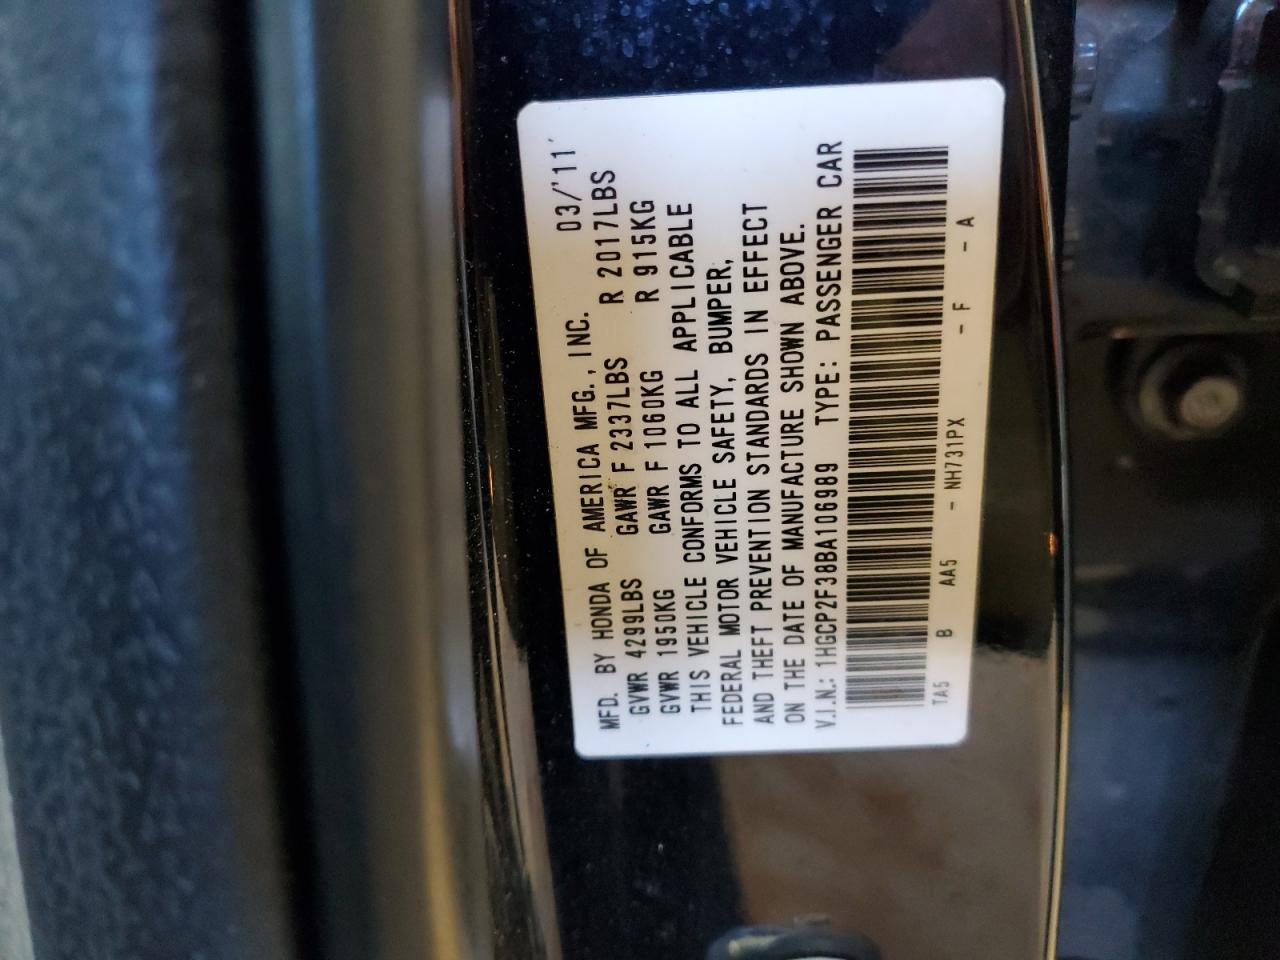 MFD. BY HONDA OF AMERICA MFG., INC. 03/'11
GVWR 4299LBS GAWR F 2337LBS R 2017LBS
GVWR 1950KG GAWR F 1060KG R 915KG
THIS VEHICLE CONFORMS TO ALL APPLICABLE
FEDERAL MOTOR VEHICLE SAFETY, BUMPER,
AND THEFT PREVENTION STANDARDS IN EFFECT
ON THE DATE OF MANUFACTURE SHOWN ABOVE.
V.I.N.: 1HGCP2F38BA106989 TYPE: PASSENGER CAR
TA5 B AA5 - NH731PX - F - A